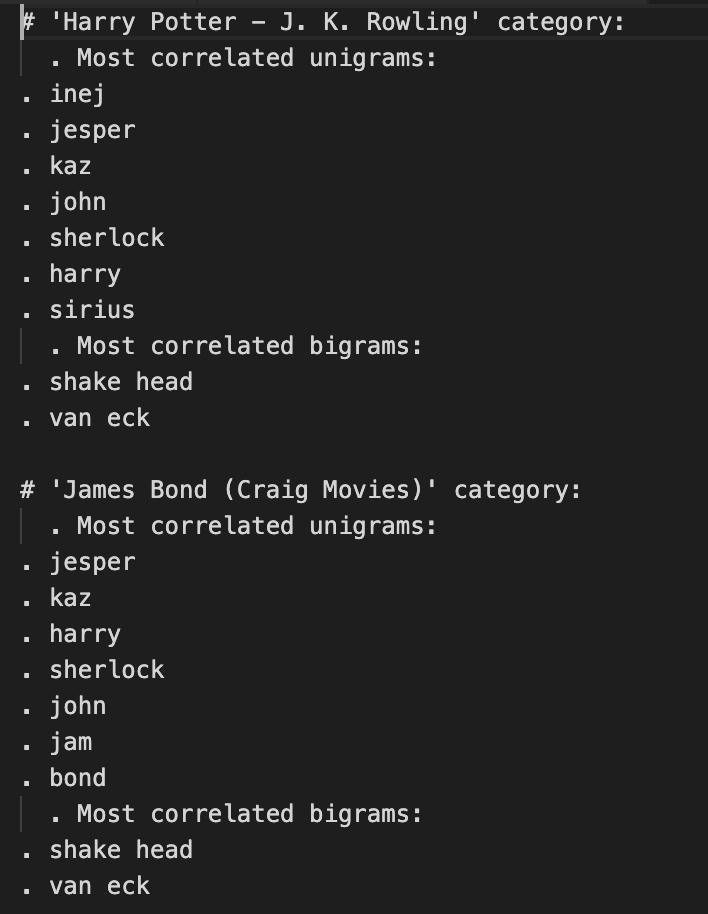 # 'Harry Potter – J. K. Rowling' category:
. Most correlated unigrams:
. inej
. jesper
. kaz
. john
. sherlock
. harry
. sirius
. Most correlated bigrams:
. shake head
. van eck
# 'James Bond (Craig Movies)' category:
. Most correlated unigrams:
. jesper
. kaz
. harry
. sherlock
. john
. jam
. bond
. Most correlated bigrams:
. shake head
. van eck